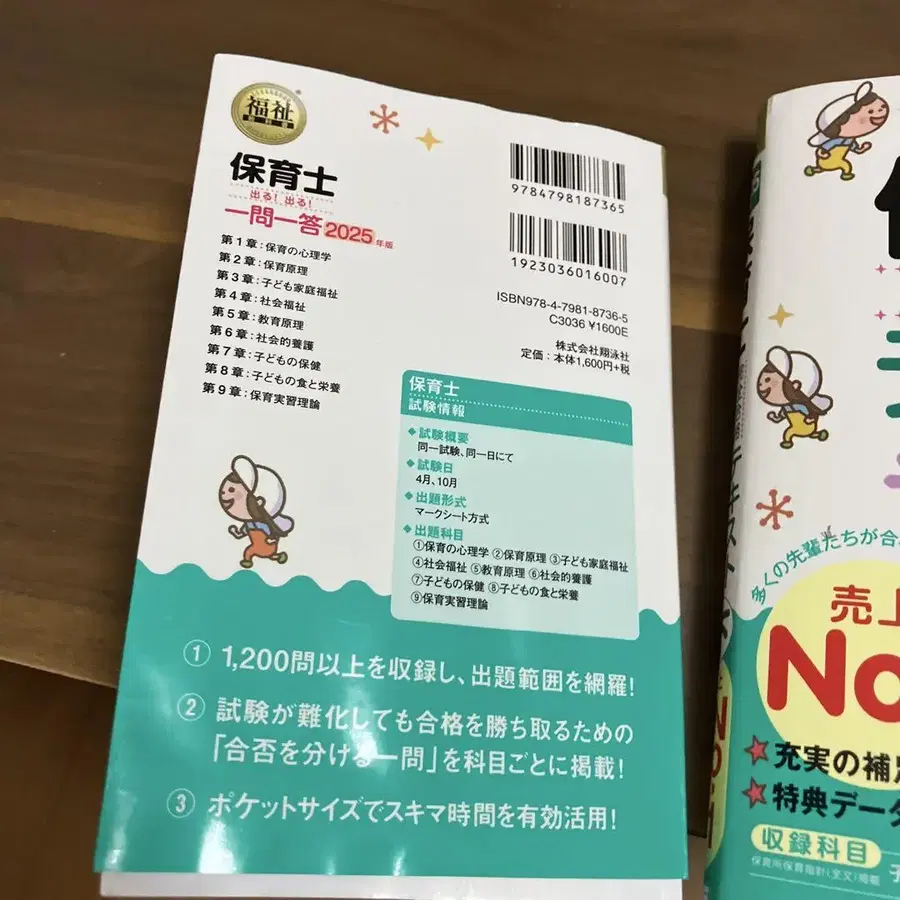 福祉
保育士
出る!出る!
一問一答2025年版
第1章:保育の心理学
第2章:保育原理
第3章:子ども家庭福祉
第4章:社会福祉
第5章:教育原理
第6章:社会的養護
第7章:子どもの保健
第8章:子どもの食と栄養
第9章:保育実習理論
9784798187365
1923036016007
ISBN978-4-7981-8736-5
C3036 ¥1600E
株式会社翔泳社
定価:本体1,600円+税
保育士
試験情報
◆試験概要
同一試験、同一日にて
◆試験日
4月、10月
◆出題形式
マークシート方式
◆出題科目
①保育の心理学 ②保育原理 ③子ども家庭福祉
④社会福祉 ⑤教育原理 ⑥社会的養護
⑦子どもの保健 ⑧子どもの食と栄養
⑨保育実習理論
① 1,200問以上を収録し、出題範囲を網羅!
② 試験が難化しても合格を勝ち取るための
「合否を分ける一問」を科目ごとに掲載!
③ ポケットサイズでスキマ時間を有効活用!
多くの先輩たちが合
売上
No
★充実の補
★特典データ
収録科目
保育所保育指針(全文)掲載